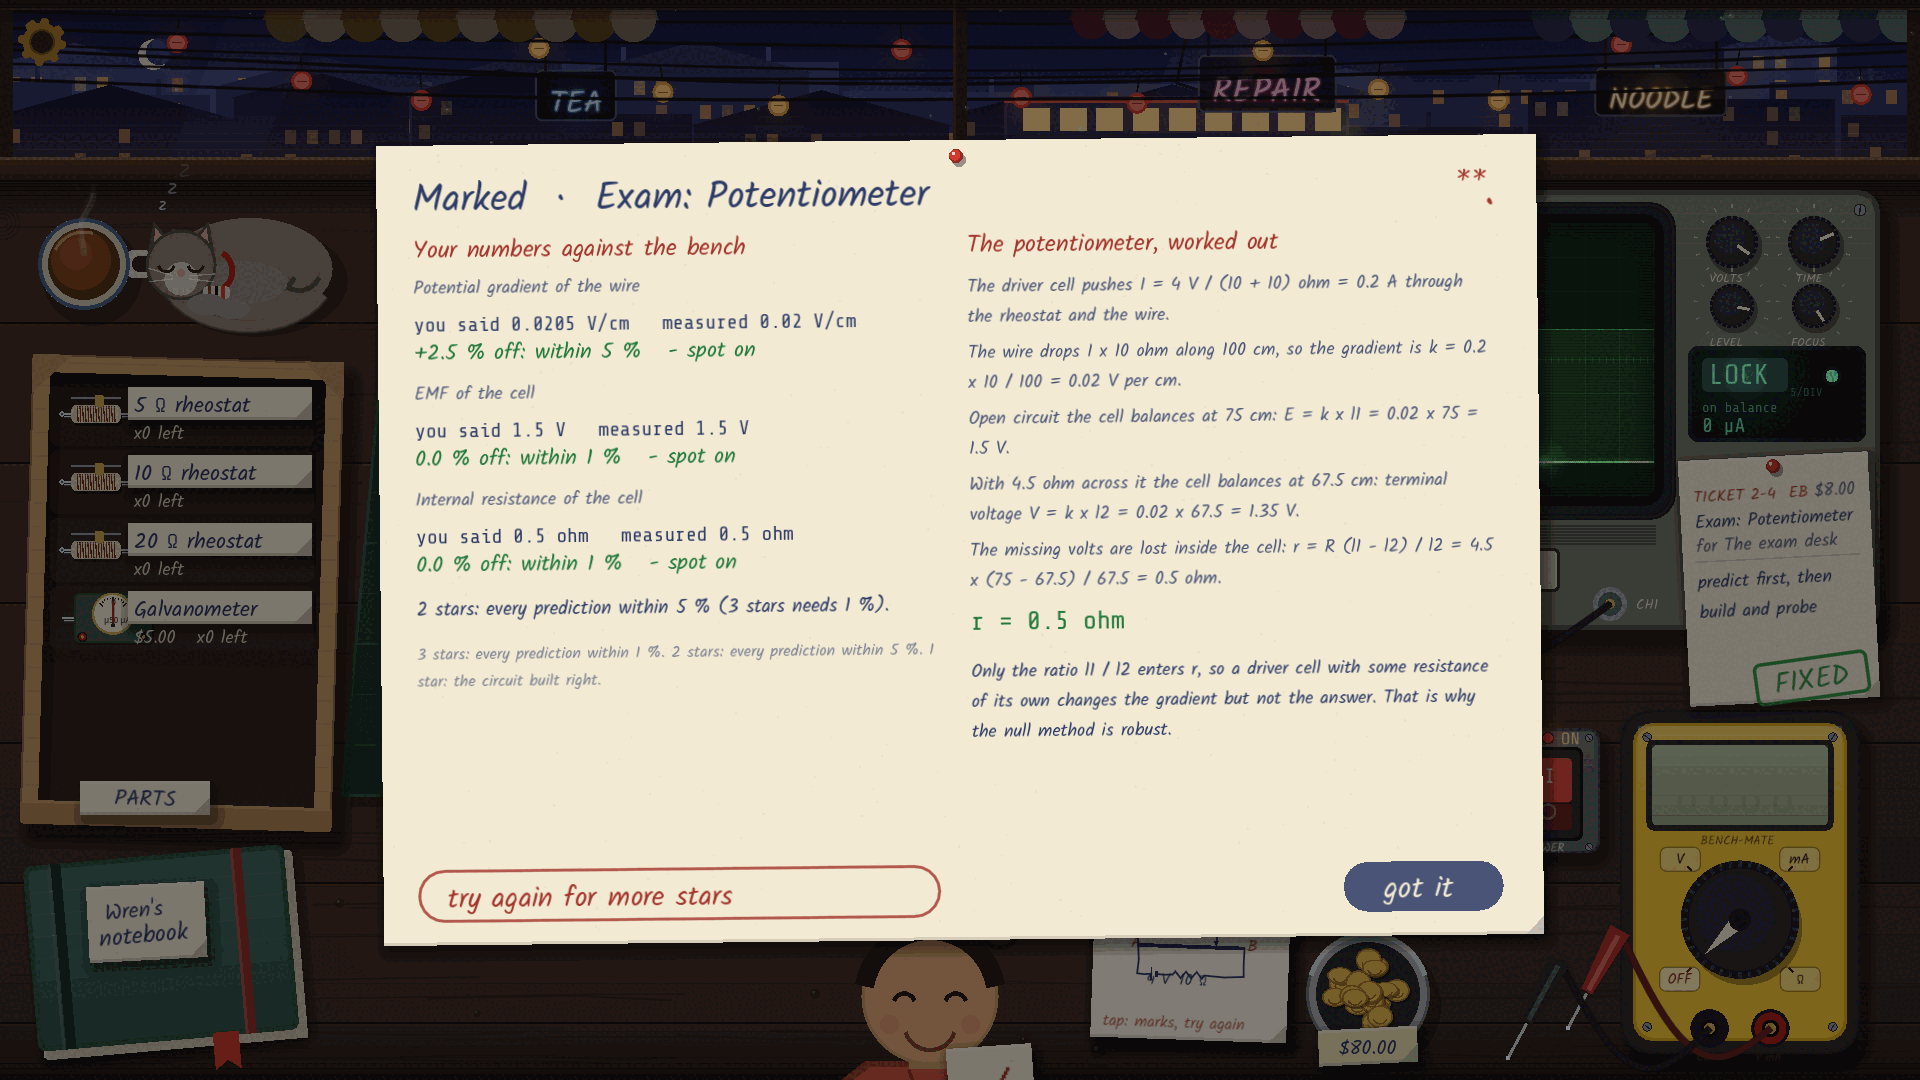 TEA
REPAIR
NOODLE
z
z
z
Marked · Exam: Potentiometer
**
.
Your numbers against the bench
Potential gradient of the wire
you said 0.0205 V/cm measured 0.02 V/cm
+2.5 % off: within 5 % - spot on
EMF of the cell
you said 1.5 V measured 1.5 V
0.0 % off: within 1 % - spot on
Internal resistance of the cell
you said 0.5 ohm measured 0.5 ohm
0.0 % off: within 1 % - spot on
2 stars: every prediction within 5 % (3 stars needs 1 %).
3 stars: every prediction within 1 %. 2 stars: every prediction within 5 %. 1
star: the circuit built right.
The potentiometer, worked out
The driver cell pushes I = 4 V / (10 + 10) ohm = 0.2 A through
the rheostat and the wire.
The wire drops I x 10 ohm along 100 cm, so the gradient is k = 0.2
x 10 / 100 = 0.02 V per cm.
Open circuit the cell balances at 75 cm: E = k x l1 = 0.02 x 75 =
1.5 V.
With 4.5 ohm across it the cell balances at 67.5 cm: terminal
voltage V = k x l2 = 0.02 x 67.5 = 1.35 V.
The missing volts are lost inside the cell: r = R (l1 - l2) / l2 = 4.5
x (75 - 67.5) / 67.5 = 0.5 ohm.
r = 0.5 ohm
Only the ratio l1 / l2 enters r, so a driver cell with some resistance
of its own changes the gradient but not the answer. That is why
the null method is robust.
try again for more stars
got it
5 Ω rheostat
x0 left
10 Ω rheostat
x0 left
20 Ω rheostat
x0 left
Galvanometer
$5.00 x0 left
PARTS
Wren's
notebook
VOLTS
TIME
LEVEL
FOCUS
LOCK
S/DIV
on balance
0 µA
CH1
TICKET 2-4 EB $8.00
Exam: Potentiometer
for The exam desk
predict first, then
build and probe
FIXED
ON
I
BENCH-MATE
V
mA
OFF
Ω
B
4 V 10 Ω
tap: marks, try again
$80.00